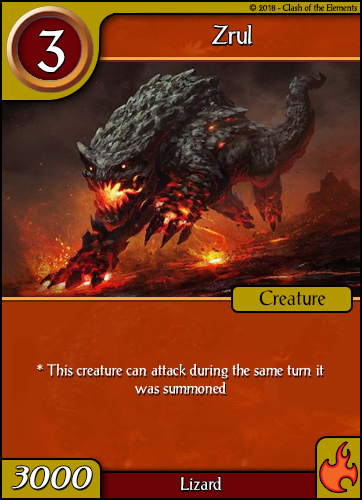 © 2018 - Clash of the Elements
3
Zrul
Creature
* This creature can attack during the same turn it
was summoned
3000
Lizard